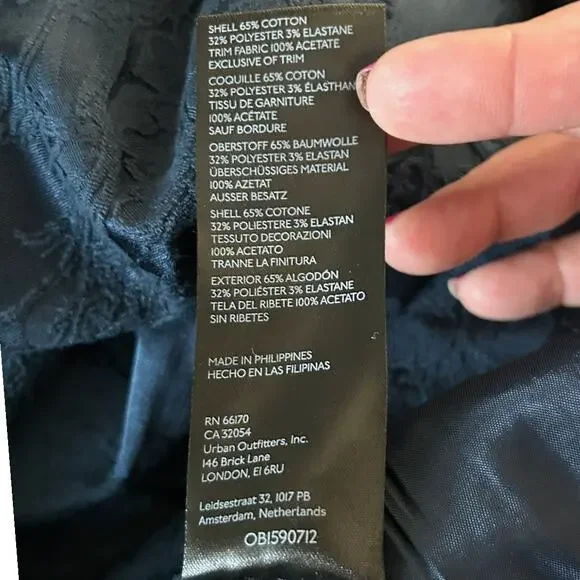 SHELL 65% COTTON
32% POLYESTER 3% ELASTANE
TRIM FABRIC 100% ACETATE
EXCLUSIVE OF TRIM
COQUILLE 65% COTON
32% POLYESTER 3% ÉLASTHAN
TISSU DE GARNITURE
100% ACÉTATE
SAUF BORDURE
OBERSTOFF 65% BAUMWOLLE
32% POLYESTER 3% ELASTAN
ÜBERSCHÜSSIGES MATERIAL
100% AZETAT
AUSSER BESATZ
SHELL 65% COTONE
32% POLIESTERE 3% ELASTAN
TESSUTO DECORAZIONI
100% ACETATO
TRANNE LA FINITURA
EXTERIOR 65% ALGODÓN
32% POLIÉSTER 3% ELASTANE
TELA DEL RIBETE 100% ACETATO
SIN RIBETES
MADE IN PHILIPPINES
HECHO EN LAS FILIPINAS
RN 66170
CA 32054
Urban Outfitters, Inc.
146 Brick Lane
LONDON, E1 6RU
Leidsestraat 32, 1017 PB
Amsterdam, Netherlands
OB1590712